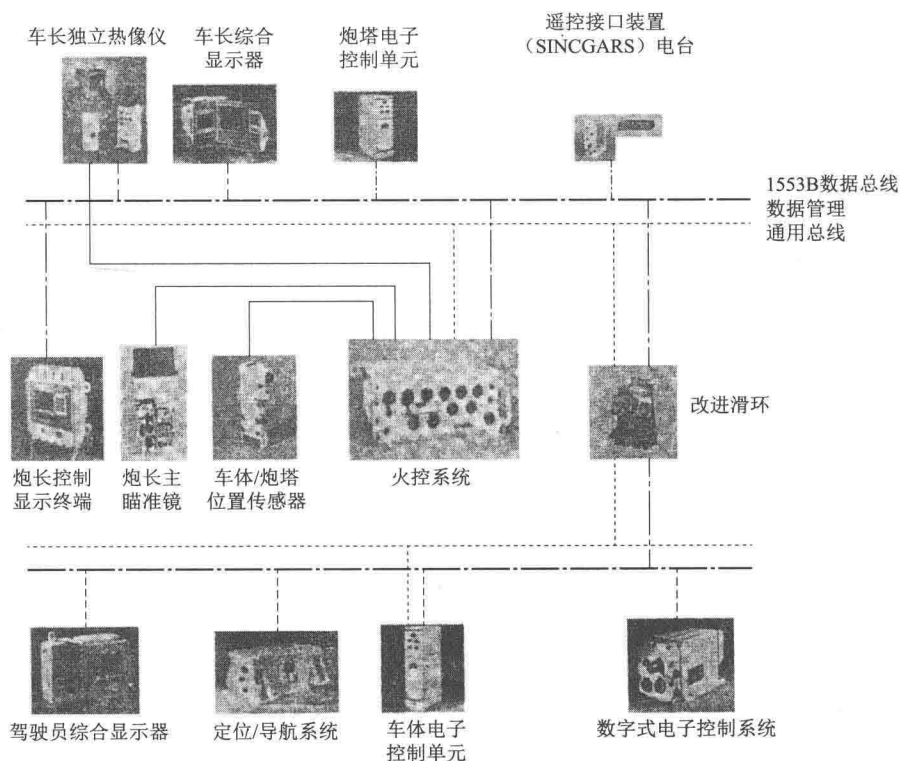 车长独立热像仪
车长综合
显示器
炮塔电子
控制单元
遥控接口装置
（SINCGARS）电台
1553B数据总线
数据管理
通用总线
改进滑环
炮长控制
显示终端
炮长主
瞄准镜
车体/炮塔
位置传感器
火控系统
驾驶员综合显示器
定位/导航系统
车体电子
控制单元
数字式电子控制系统